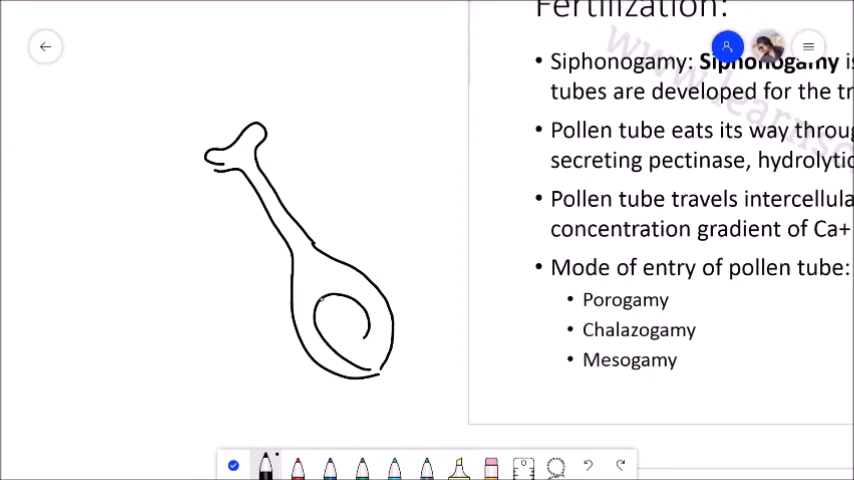 Fertilization:
• Siphonogamy: Siphonogamy is
tubes are developed for the tr
• Pollen tube eats its way throug
secreting pectinase, hydrolytic
• Pollen tube travels intercellula
concentration gradient of Ca+
• Mode of entry of pollen tube:
• Porogamy
• Chalazogamy
• Mesogamy